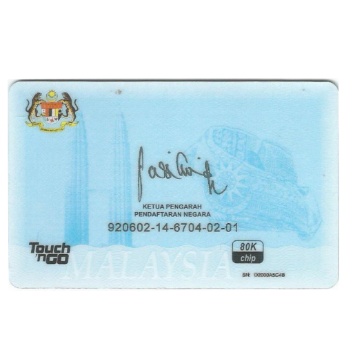 KETUA PENGARAH
PENDAFTARAN NEGARA
920602-14-6704-02-01
Touch
'n GO
80K
chip
MALAYSIA